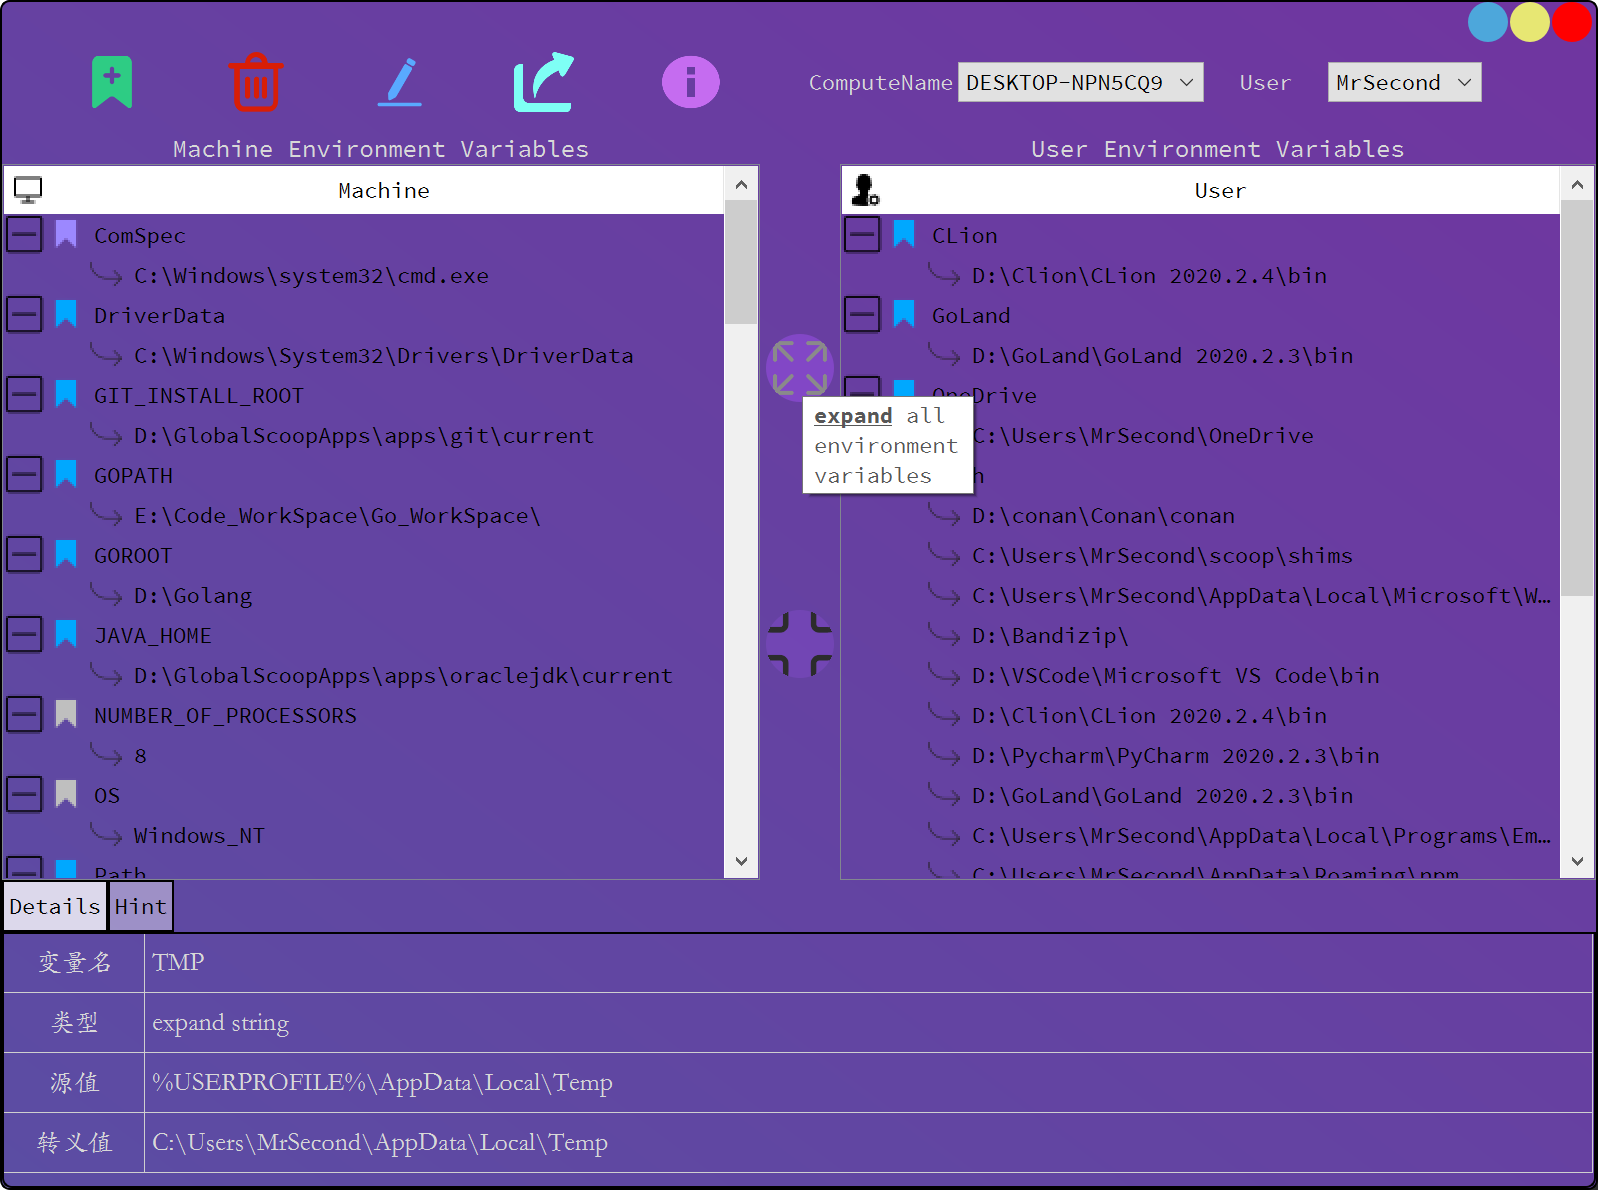 ComputeName DESKTOP-NPN5CQ9 User MrSecond
Machine Environment Variables
Machine
ComSpec
C:\Windows\system32\cmd.exe
DriverData
C:\Windows\System32\Drivers\DriverData
GIT_INSTALL_ROOT
D:\GlobalScoopApps\apps\git\current
GOPATH
E:\Code_WorkSpace\Go_WorkSpace\
GOROOT
D:\Golang
JAVA_HOME
D:\GlobalScoopApps\apps\oraclejdk\current
NUMBER_OF_PROCESSORS
8
OS
Windows_NT
Path
expand all
environment
variables
User Environment Variables
User
CLion
D:\Clion\CLion 2020.2.4\bin
GoLand
D:\GoLand\GoLand 2020.2.3\bin
OneDrive
C:\Users\MrSecond\OneDrive
h
D:\conan\Conan\conan
C:\Users\MrSecond\scoop\shims
C:\Users\MrSecond\AppData\Local\Microsoft\W…
D:\Bandizip\
D:\VSCode\Microsoft VS Code\bin
D:\Clion\CLion 2020.2.4\bin
D:\Pycharm\PyCharm 2020.2.3\bin
D:\GoLand\GoLand 2020.2.3\bin
C:\Users\MrSecond\AppData\Local\Programs\Em…
C:\Users\MrSecond\AppData\Roaming\npm
Details Hint
变量名 TMP
类型 expand string
源值 %USERPROFILE%\AppData\Local\Temp
转义值 C:\Users\MrSecond\AppData\Local\Temp